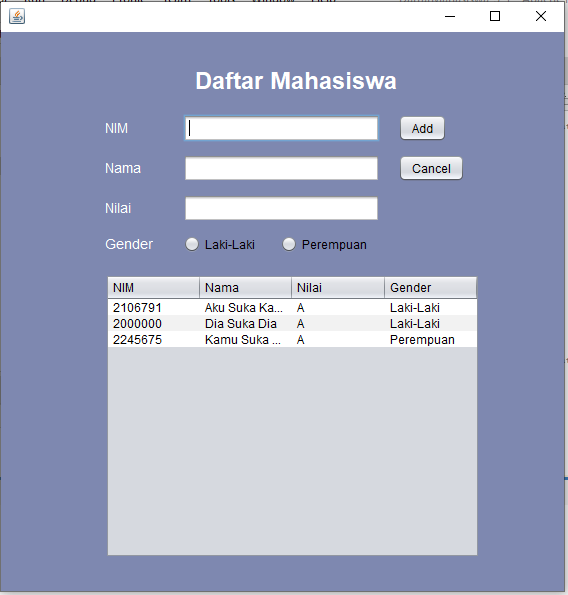 Daftar Mahasiswa
NIM Add
Nama Cancel
Nilai
Gender Laki-Laki Perempuan
NIM Nama Nilai Gender
2106791 Aku Suka Ka... A Laki-Laki
2000000 Dia Suka Dia A Laki-Laki
2245675 Kamu Suka ... A Perempuan